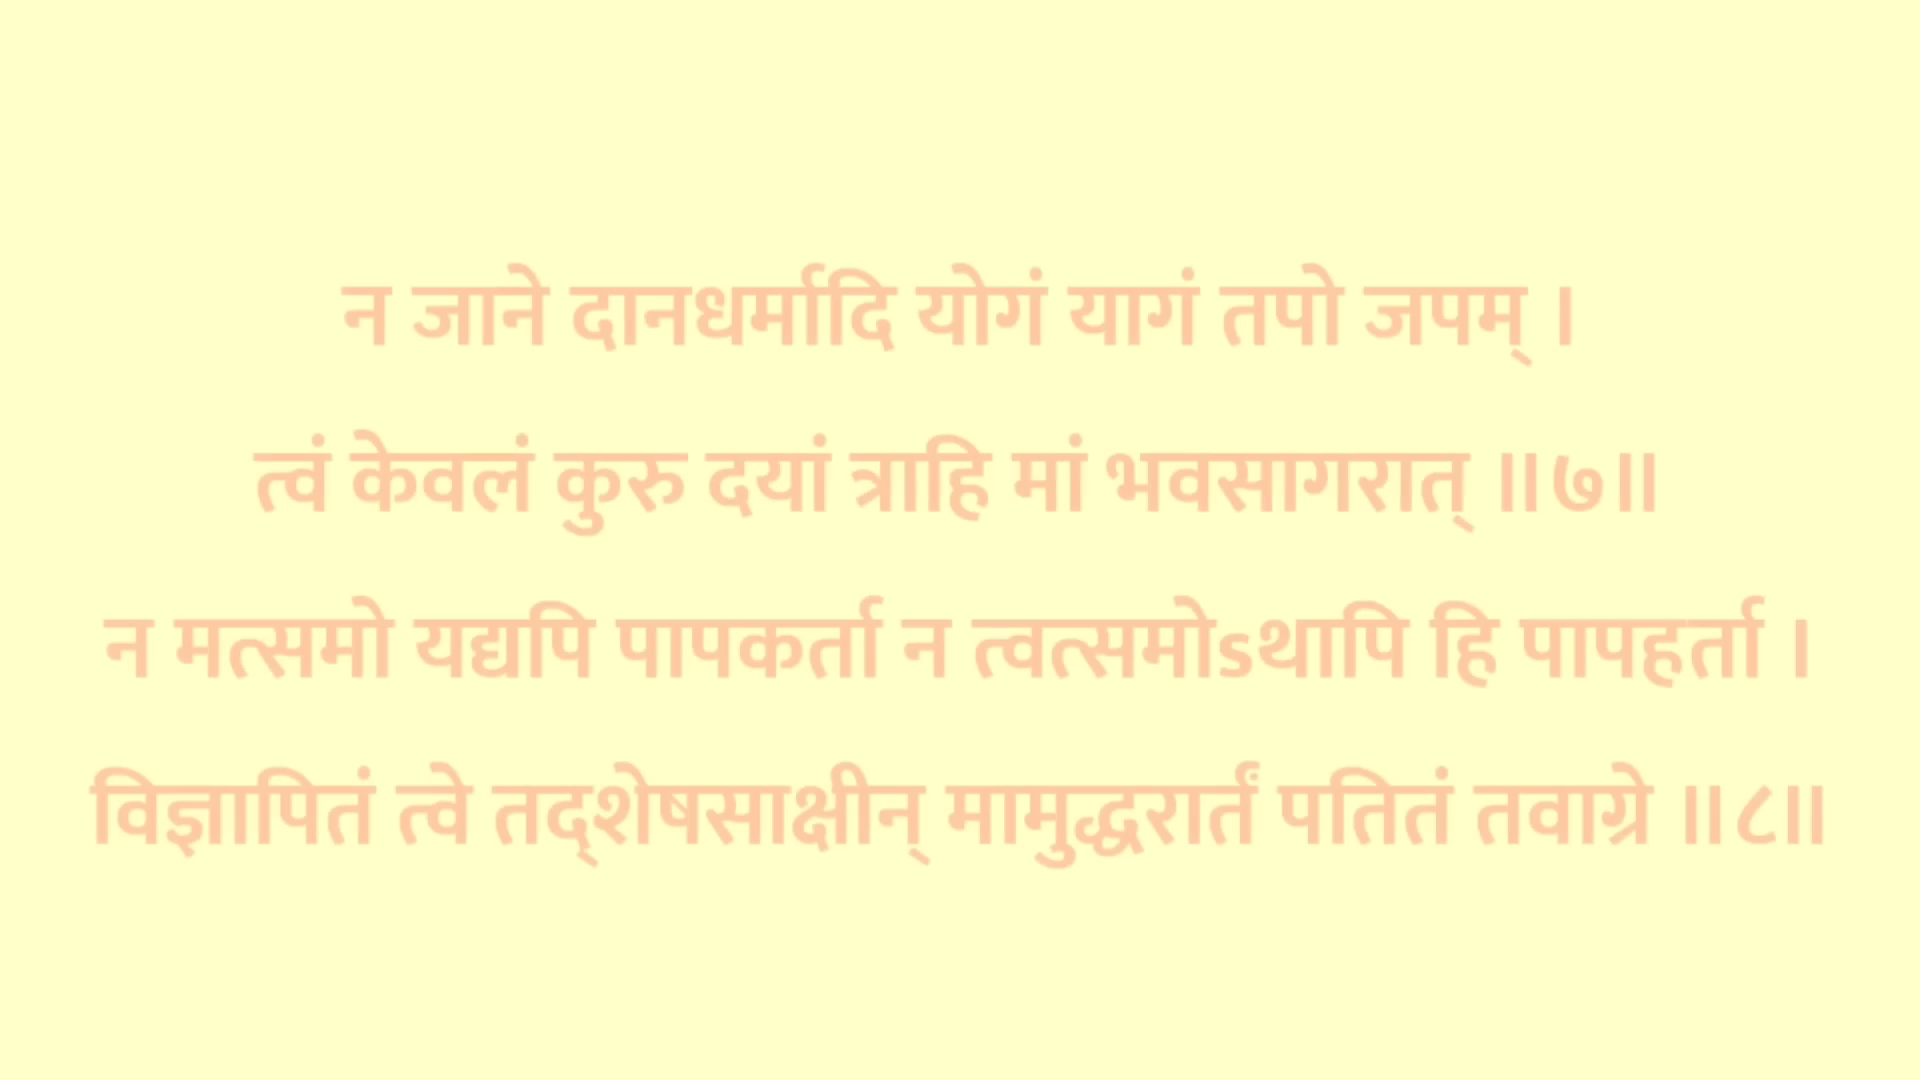 न जाने दानधर्मादि योगं यागं तपो जपम् ।
त्वं केवलं कुरु दयां त्राहि मां भवसागरात् ॥७॥
न मत्समो यद्यपि पापकर्ता न त्वत्समोऽथापि हि पापहर्ता ।
विज्ञापितं त्वे तद्‌शेषसाक्षीन् मामुद्धरार्तं पतितं तवाग्रे ॥८॥